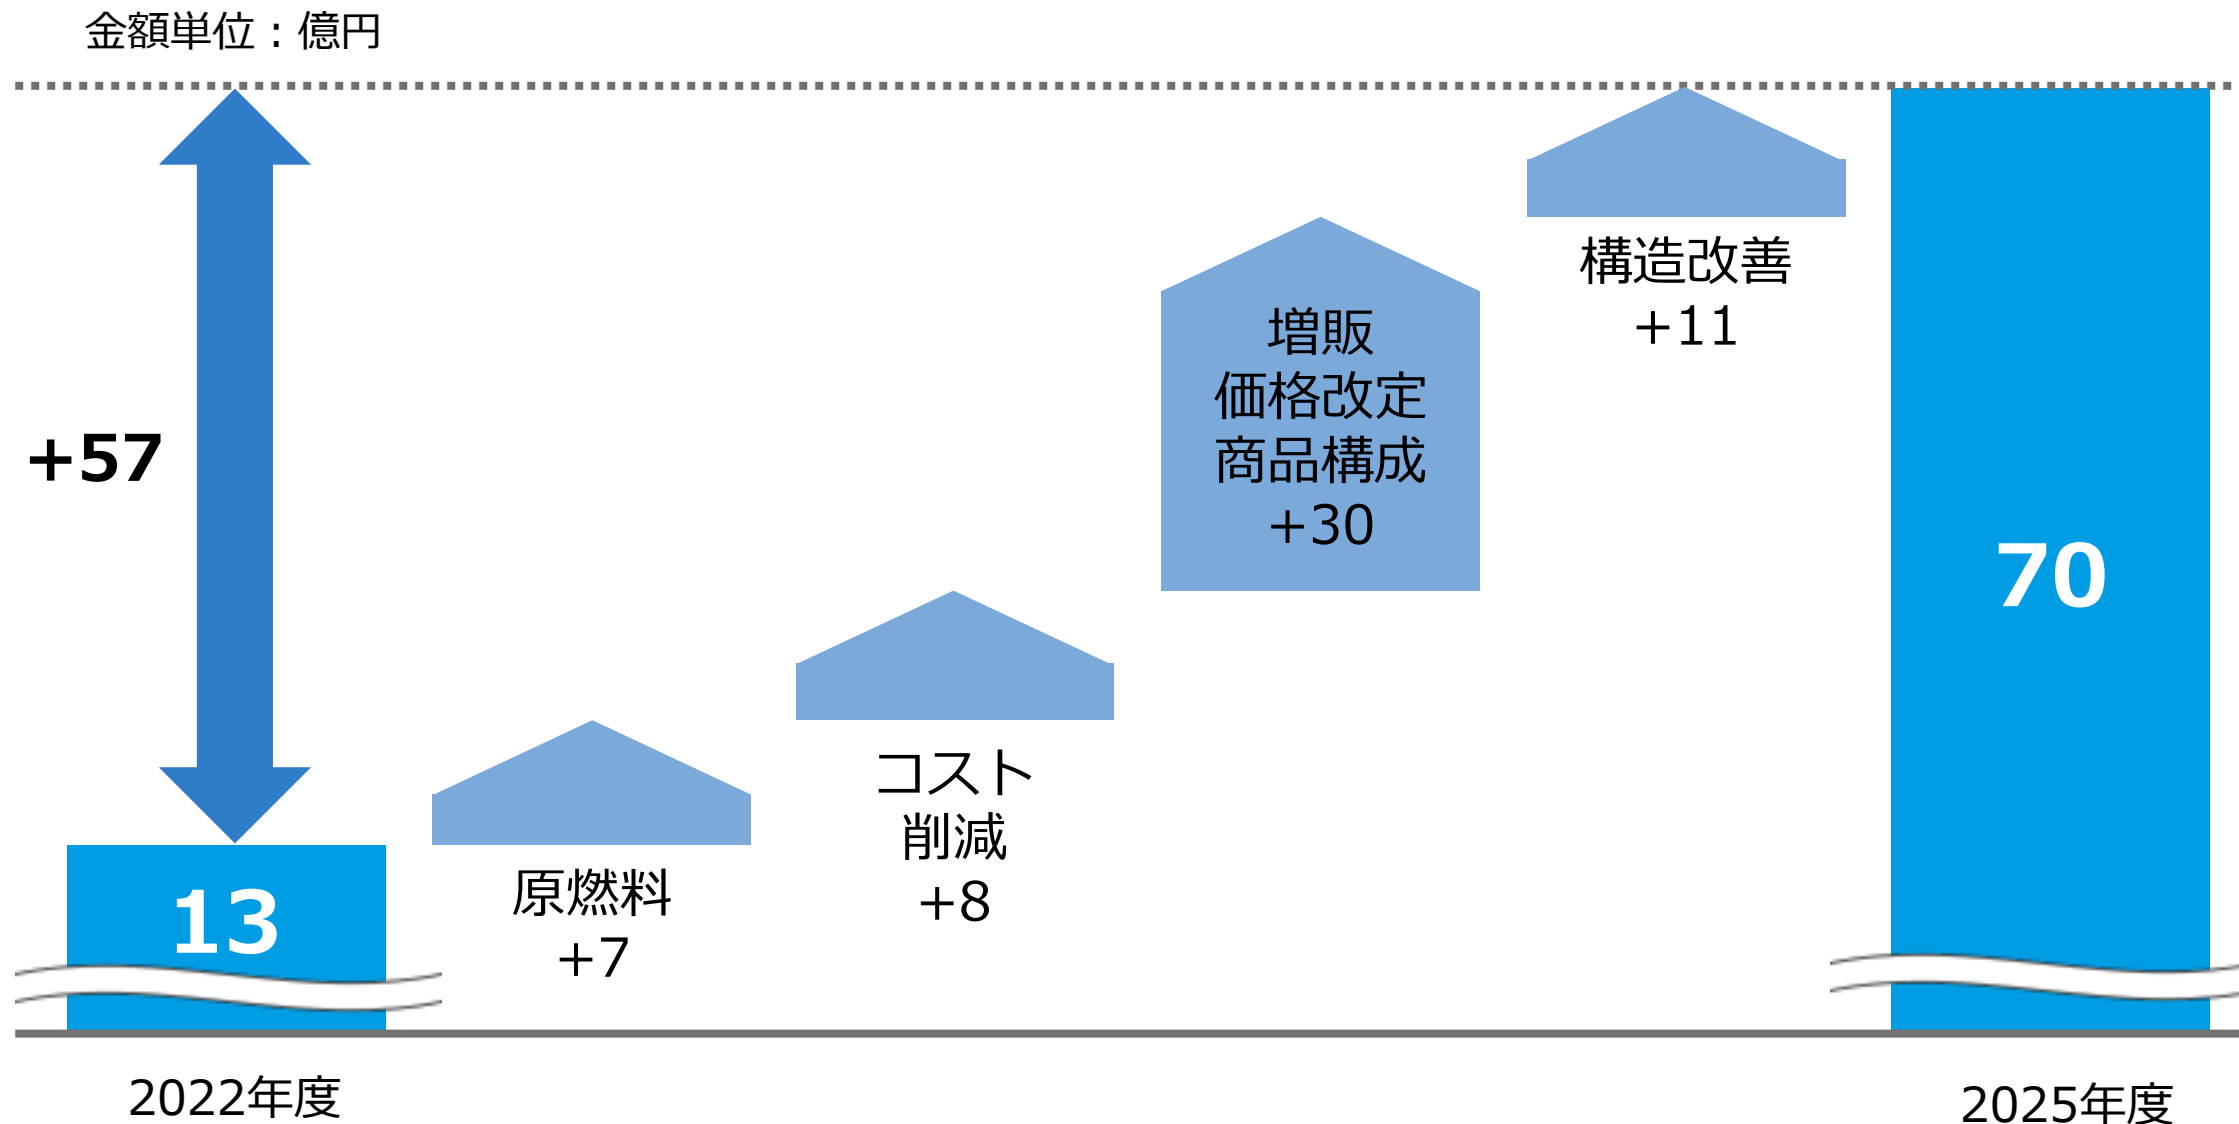 金額単位：億円
+57
13
原燃料
+7
コスト
削減
+8
増販
価格改定
商品構成
+30
構造改善
+11
70
2022年度
2025年度